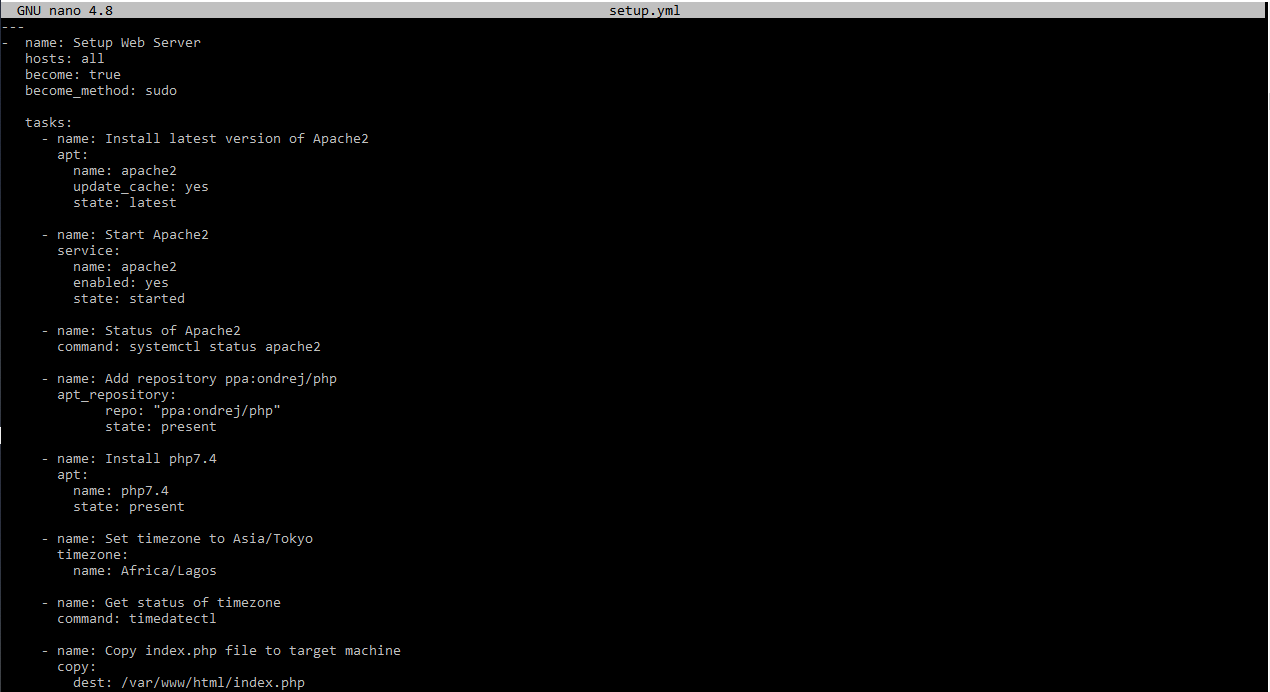 GNU nano 4.8 setup.yml
---
-  name: Setup Web Server
   hosts: all
   become: true
   become_method: sudo

   tasks:
     - name: Install latest version of Apache2
       apt:
         name: apache2
         update_cache: yes
         state: latest

     - name: Start Apache2
       service:
         name: apache2
         enabled: yes
         state: started

     - name: Status of Apache2
       command: systemctl status apache2

     - name: Add repository ppa:ondrej/php
       apt_repository:
             repo: "ppa:ondrej/php"
             state: present

     - name: Install php7.4
       apt:
         name: php7.4
         state: present

     - name: Set timezone to Asia/Tokyo
       timezone:
         name: Africa/Lagos

     - name: Get status of timezone
       command: timedatectl

     - name: Copy index.php file to target machine
       copy:
         dest: /var/www/html/index.php